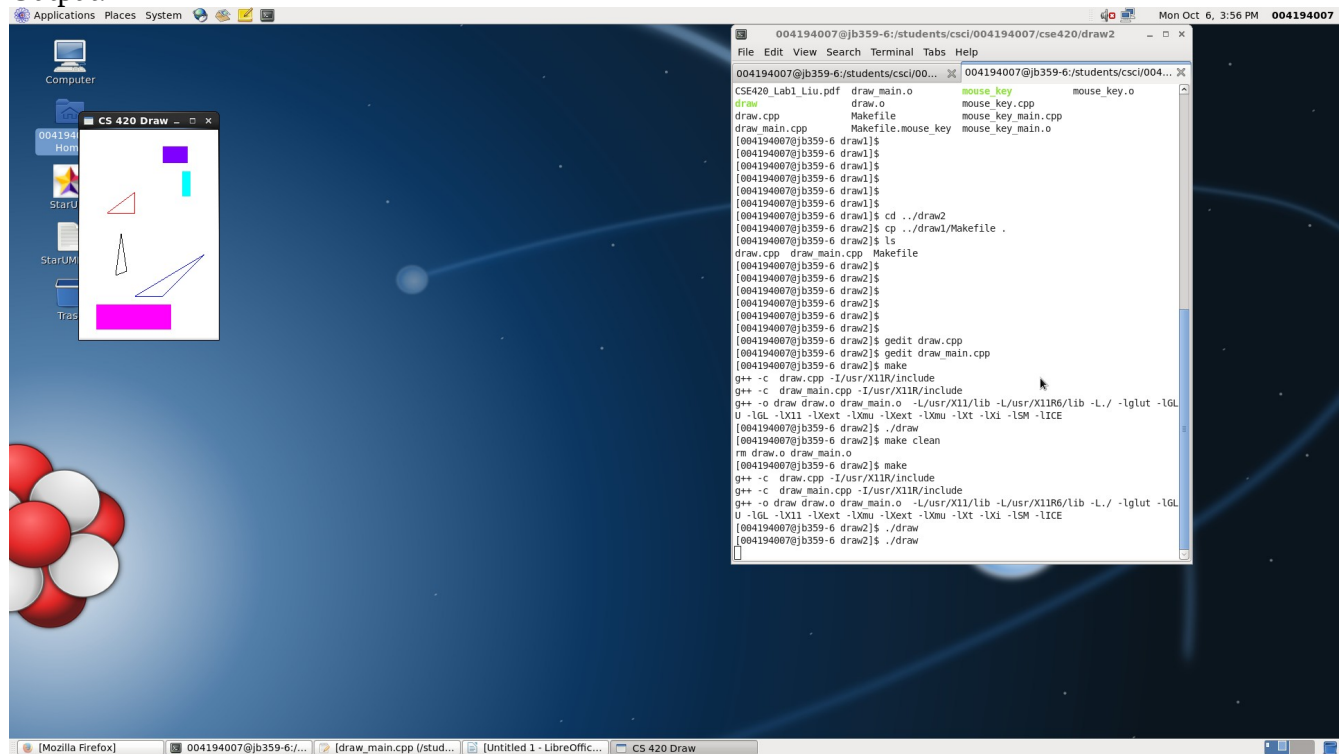 Applications Places System
Mon Oct 6, 3:56 PM 004194007
Computer
004194
Hom
StarU
StarUM
Tras
CS 420 Draw
004194007@jb359-6:/students/csci/004194007/cse420/draw2
File Edit View Search Terminal Tabs Help
004194007@jb359-6:/students/csci/00...
004194007@jb359-6:/students/csci/004...
CSE420_Lab1_Liu.pdf draw_main.o mouse_key mouse_key.o
draw draw.o mouse_key.cpp
draw.cpp Makefile mouse_key_main.cpp
draw_main.cpp Makefile.mouse_key mouse_key_main.o
[004194007@jb359-6 draw1]$
[004194007@jb359-6 draw1]$
[004194007@jb359-6 draw1]$
[004194007@jb359-6 draw1]$
[004194007@jb359-6 draw1]$
[004194007@jb359-6 draw1]$
[004194007@jb359-6 draw1]$ cd ../draw2
[004194007@jb359-6 draw2]$ cp ../draw1/Makefile .
[004194007@jb359-6 draw2]$ ls
draw.cpp draw_main.cpp Makefile
[004194007@jb359-6 draw2]$
[004194007@jb359-6 draw2]$
[004194007@jb359-6 draw2]$
[004194007@jb359-6 draw2]$
[004194007@jb359-6 draw2]$
[004194007@jb359-6 draw2]$
[004194007@jb359-6 draw2]$ gedit draw.cpp
[004194007@jb359-6 draw2]$ gedit draw_main.cpp
[004194007@jb359-6 draw2]$ make
g++ -c draw.cpp -I/usr/X11R/include
g++ -c draw_main.cpp -I/usr/X11R/include
g++ -o draw draw.o draw_main.o -L/usr/X11/lib -L/usr/X11R6/lib -L./ -lglut -lGL
U -lGL -lX11 -lXext -lXmu -lXext -lXmu -lXt -lXi -lSM -lICE
[004194007@jb359-6 draw2]$ ./draw
[004194007@jb359-6 draw2]$ make clean
rm draw.o draw_main.o
[004194007@jb359-6 draw2]$ make
g++ -c draw.cpp -I/usr/X11R/include
g++ -c draw_main.cpp -I/usr/X11R/include
g++ -o draw draw.o draw_main.o -L/usr/X11/lib -L/usr/X11R6/lib -L./ -lglut -lGL
U -lGL -lX11 -lXext -lXmu -lXext -lXmu -lXt -lXi -lSM -lICE
[004194007@jb359-6 draw2]$ ./draw
[004194007@jb359-6 draw2]$ ./draw
[Mozilla Firefox]
004194007@jb359-6:/...
[draw_main.cpp (/stud...
[Untitled 1 - LibreOffic...
CS 420 Draw